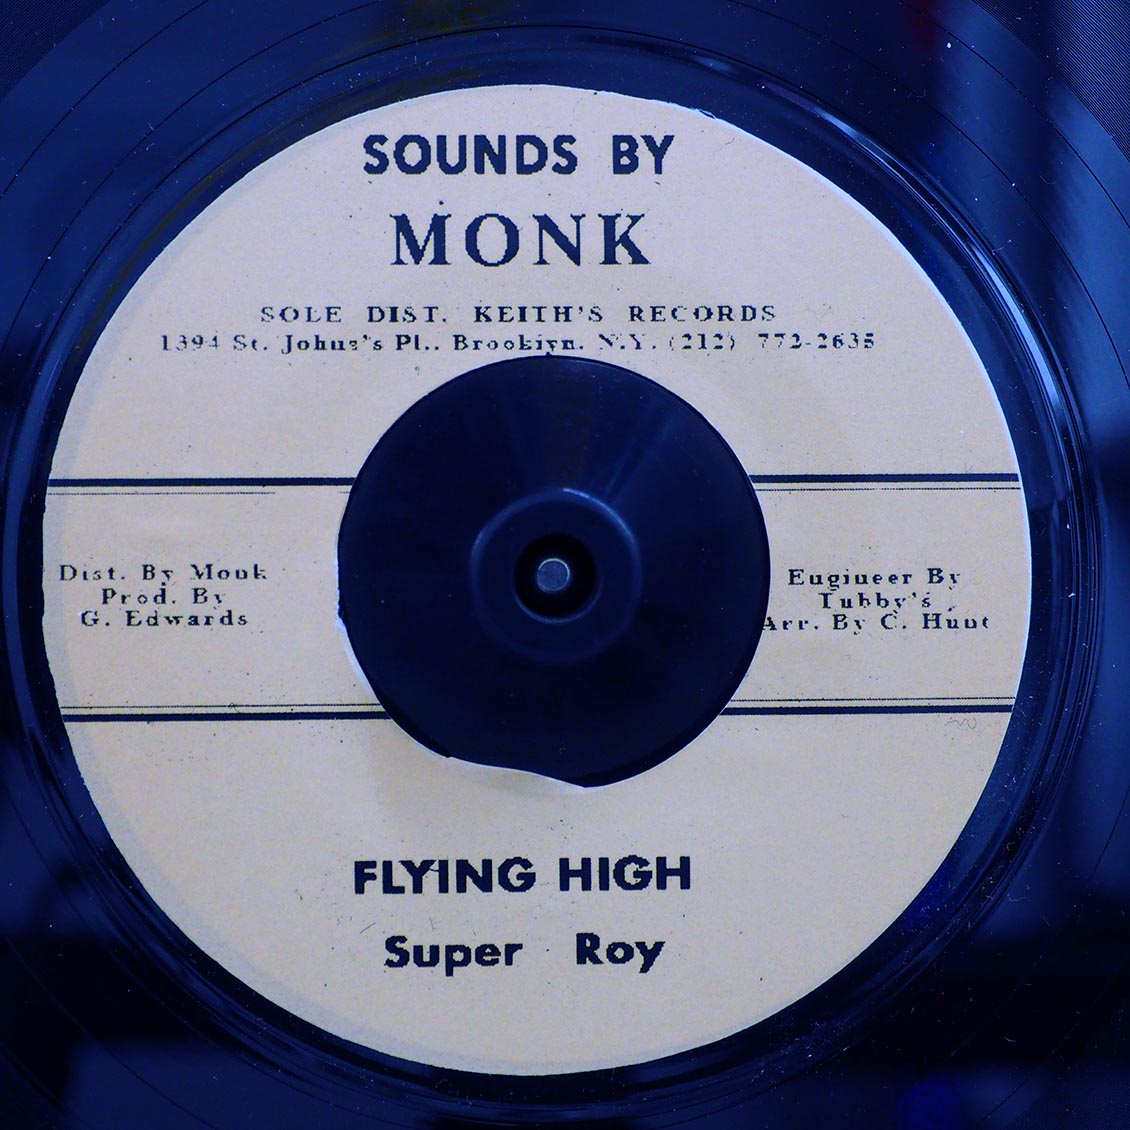 SOUNDS BY
MONK
SOLE DIST. KEITH'S RECORDS
1394 St. Johns's Pl., Brooklyn, N.Y. (212) 772-2635
Dist. By Monk
Prod. By
G. Edwards
Engineer By
Tubby's
Arr. By C. Hunt
FLYING HIGH
Super Roy